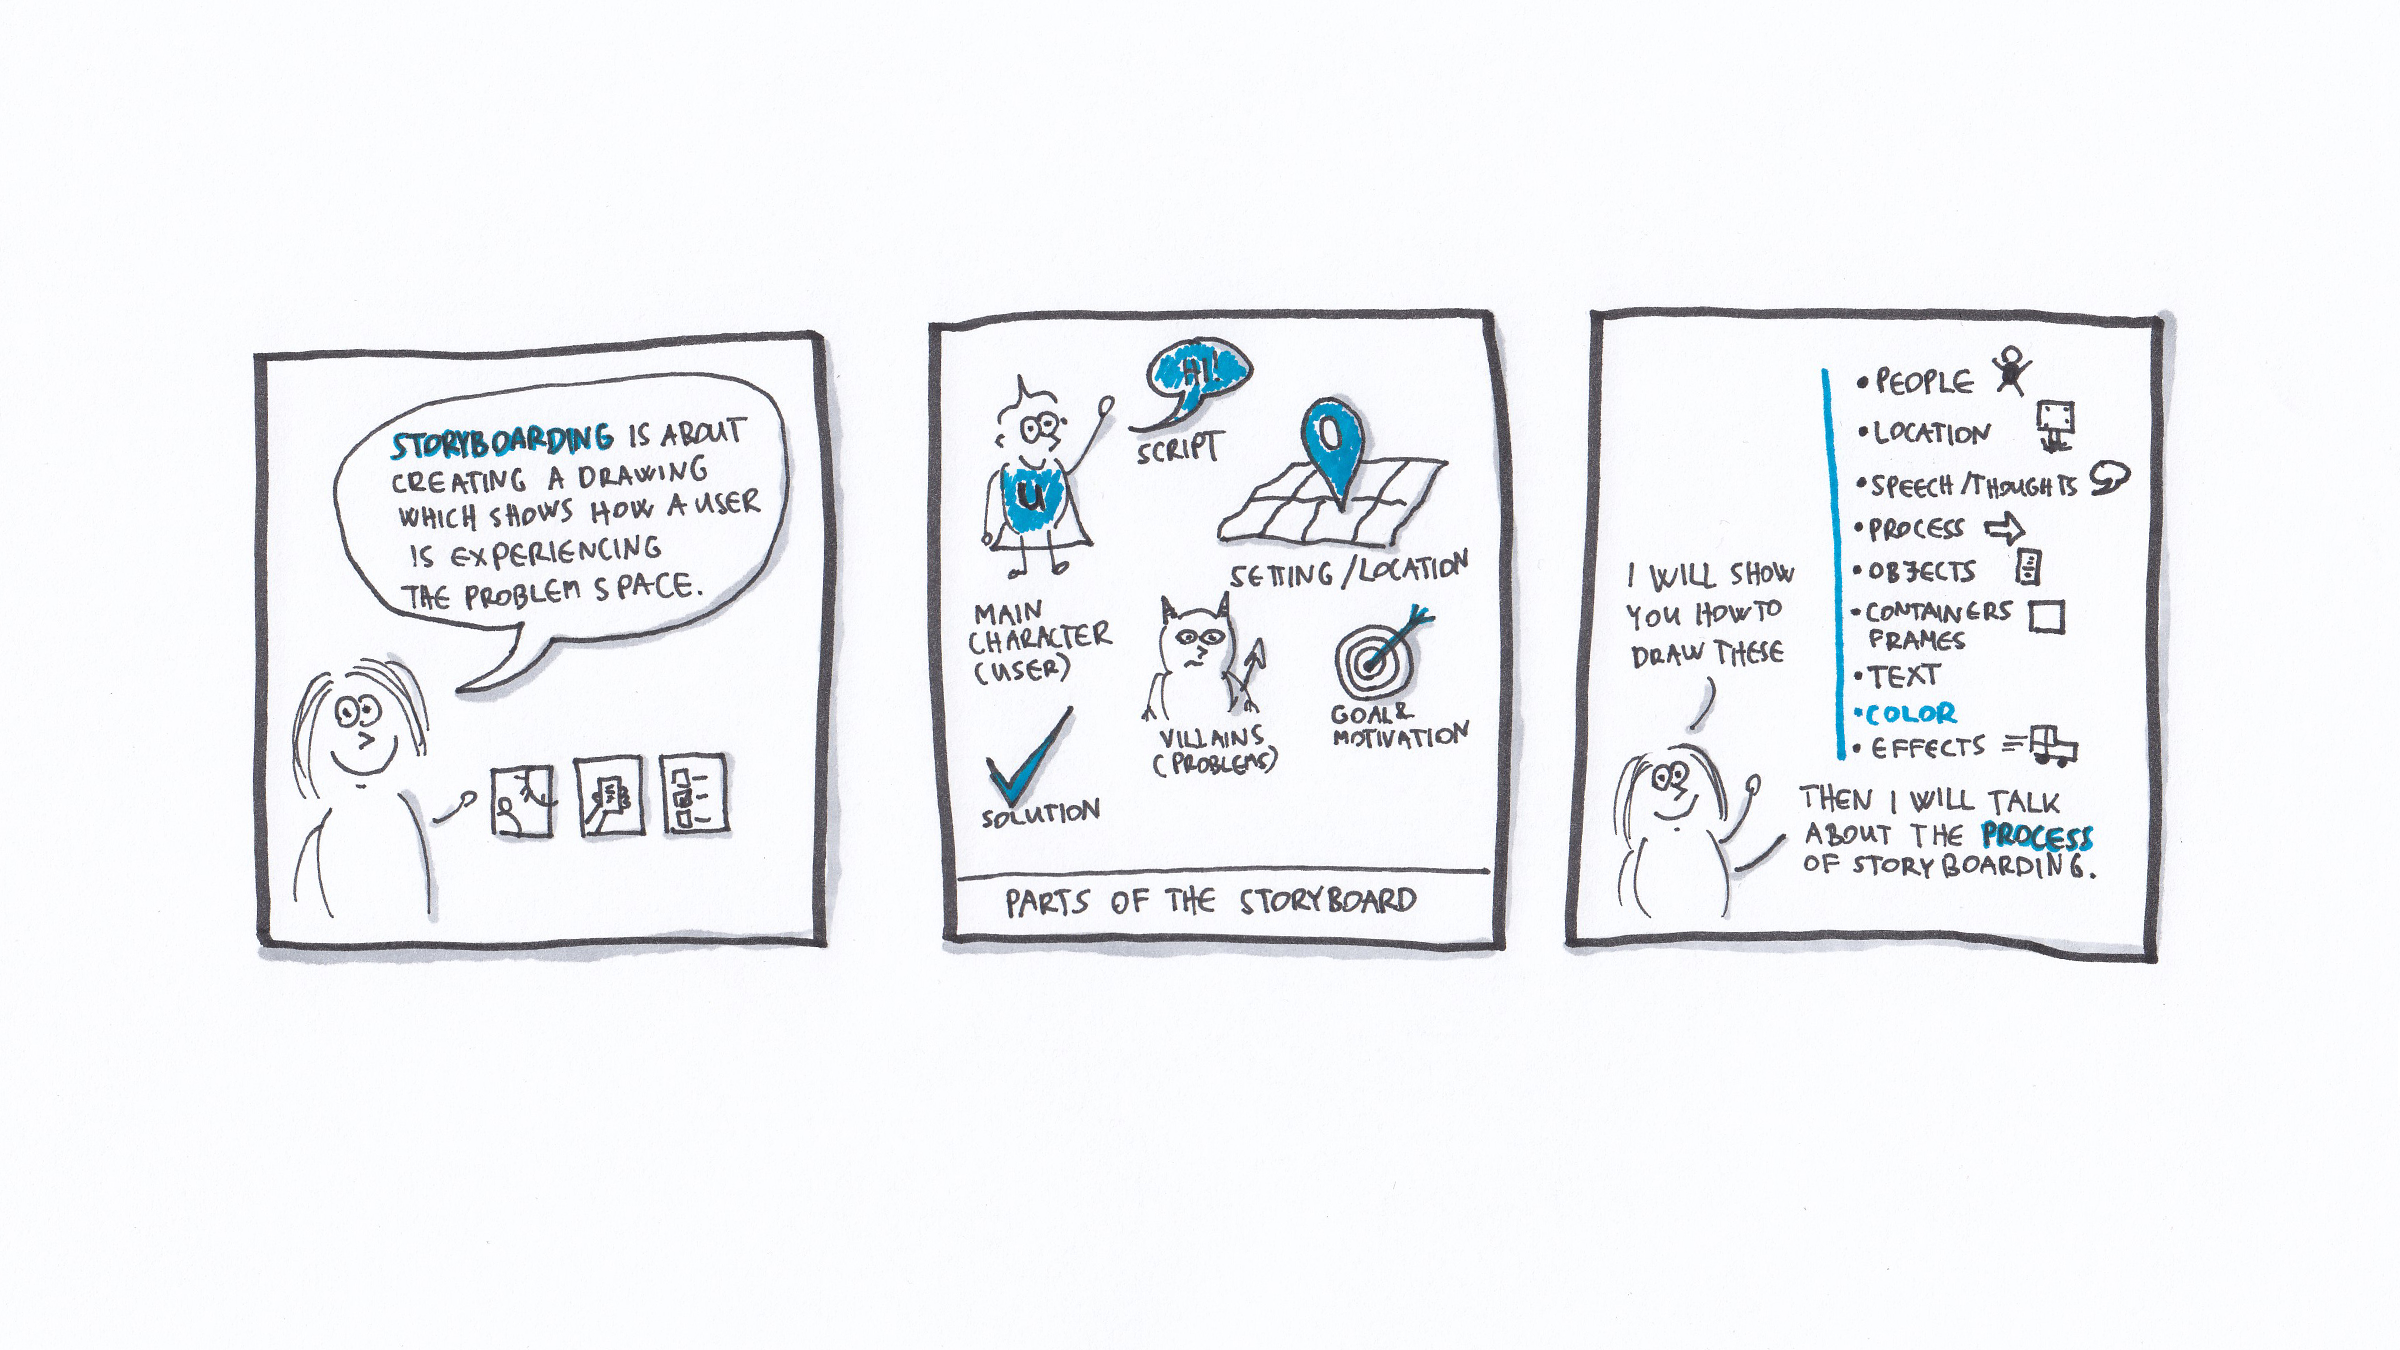 STORYBOARDING IS ABOUT
CREATING A DRAWING
WHICH SHOWS HOW A USER
IS EXPERIENCING
THE PROBLEM SPACE.
HI!
SCRIPT
U
SETTING/LOCATION
MAIN
CHARACTER
(USER)
VILLAINS
(PROBLEMS)
GOAL &
MOTIVATION
SOLUTION
PARTS OF THE STORYBOARD
I WILL SHOW
YOU HOW TO
DRAW THESE
• PEOPLE
• LOCATION
• SPEECH/THOUGHTS
• PROCESS
• OBJECTS
• CONTAINERS
FRAMES
• TEXT
• COLOR
• EFFECTS
THEN I WILL TALK
ABOUT THE PROCESS
OF STORYBOARDING.